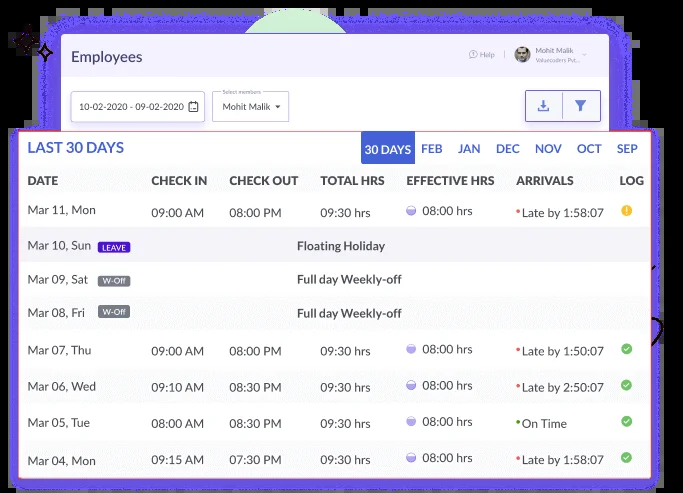 Employees
Help
Mohit Malik
Valuecoders Pvt...
Select members
10-02-2020 - 09-02-2020
Mohit Malik
LAST 30 DAYS
30 DAYS FEB JAN DEC NOV OCT SEP
DATE CHECK IN CHECK OUT TOTAL HRS EFFECTIVE HRS ARRIVALS LOG
Mar 11, Mon 09:00 AM 08:00 PM 09:30 hrs 08:00 hrs Late by 1:58:07
Mar 10, Sun LEAVE Floating Holiday
Mar 09, Sat W-Off Full day Weekly-off
Mar 08, Fri W-Off Full day Weekly-off
Mar 07, Thu 09:00 AM 08:00 PM 09:30 hrs 08:00 hrs Late by 1:50:07
Mar 06, Wed 09:10 AM 08:30 PM 09:30 hrs 08:00 hrs Late by 2:50:07
Mar 05, Tue 08:00 AM 08:30 PM 09:30 hrs 08:00 hrs On Time
Mar 04, Mon 09:15 AM 07:30 PM 09:30 hrs 08:00 hrs Late by 1:58:07